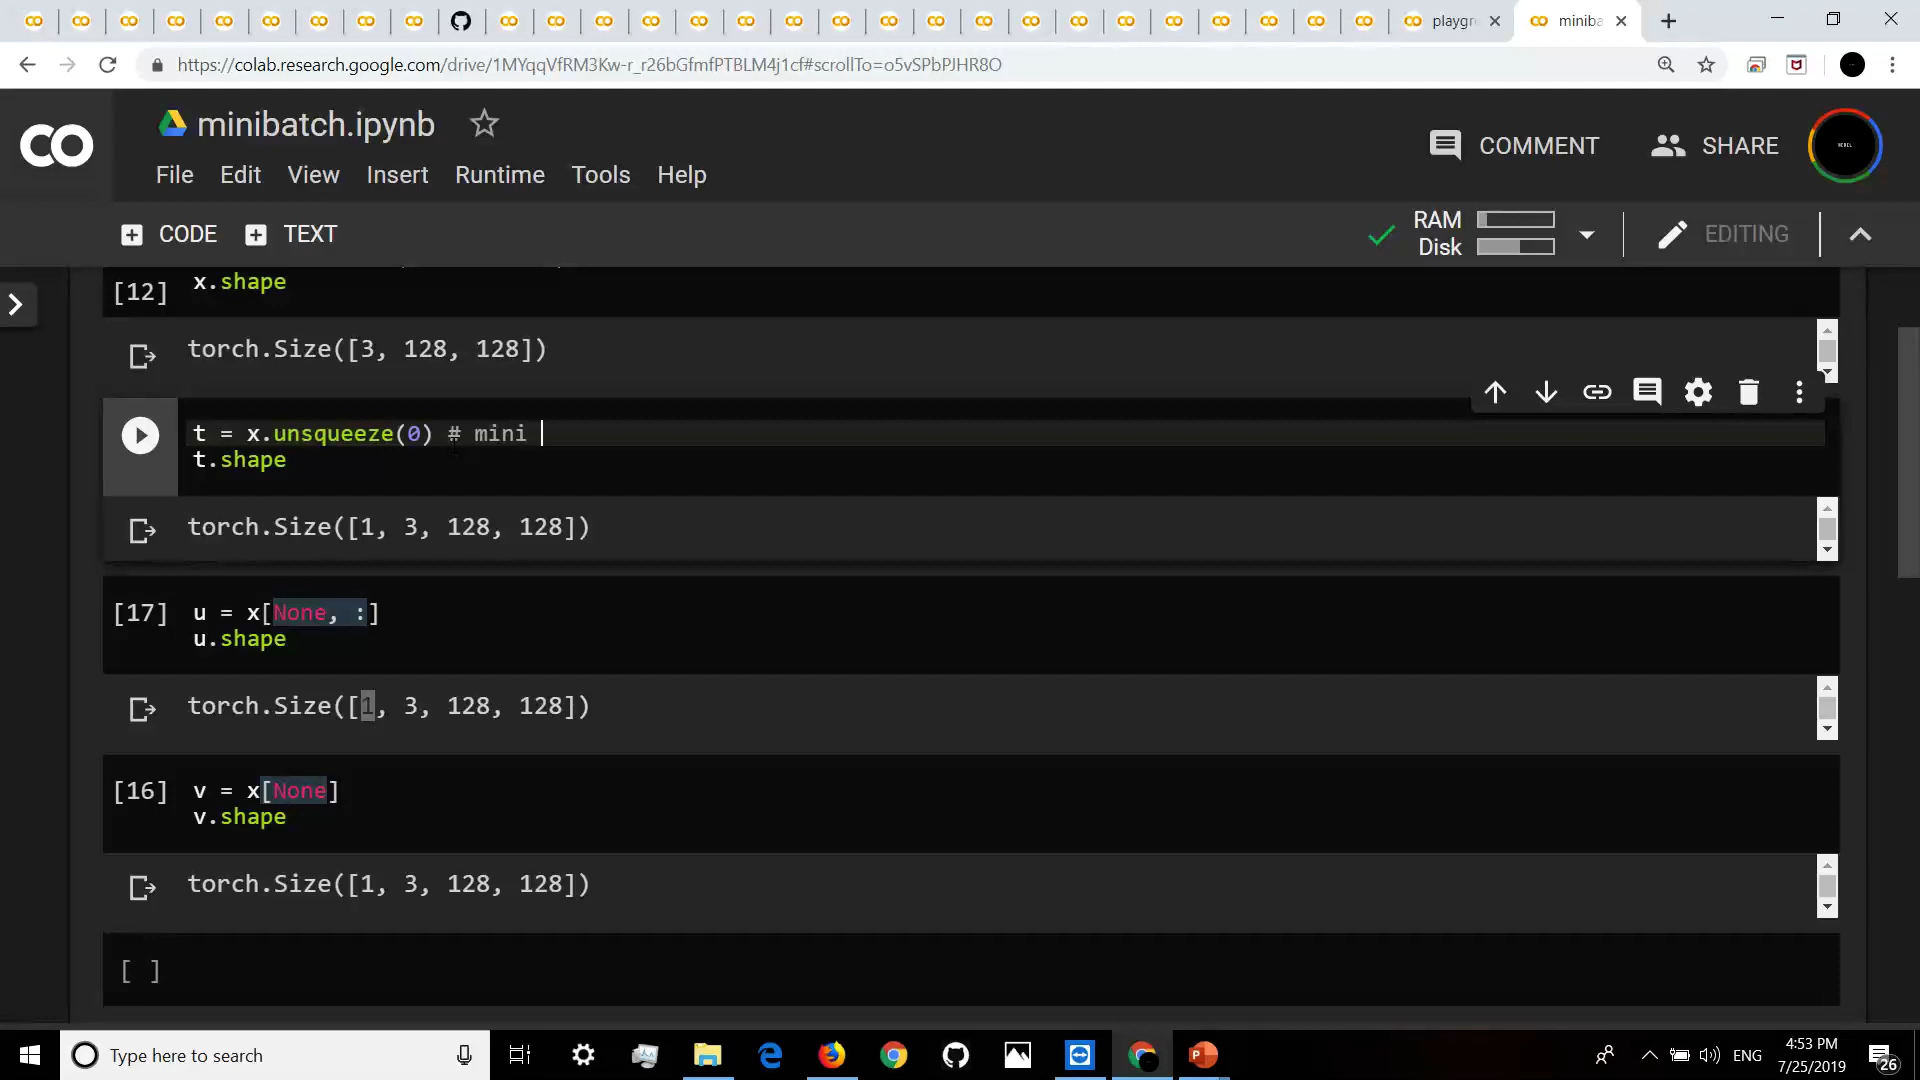 playgr
miniba
https://colab.research.google.com/drive/1MYqqVfRM3Kw-r_r26bGfmfPTBLM4j1cf#scrollTo=o5vSPbPJHR8O
minibatch.ipynb
COMMENT
SHARE
File Edit View Insert Runtime Tools Help
CODE TEXT
RAM
Disk
EDITING
[12] x.shape
torch.Size([3, 128, 128])
t = x.unsqueeze(0) # mini
t.shape
torch.Size([1, 3, 128, 128])
[17] u = x[None, :]
u.shape
torch.Size([1, 3, 128, 128])
[16] v = x[None]
v.shape
torch.Size([1, 3, 128, 128])
[ ]
Type here to search
ENG
4:53 PM
7/25/2019
26